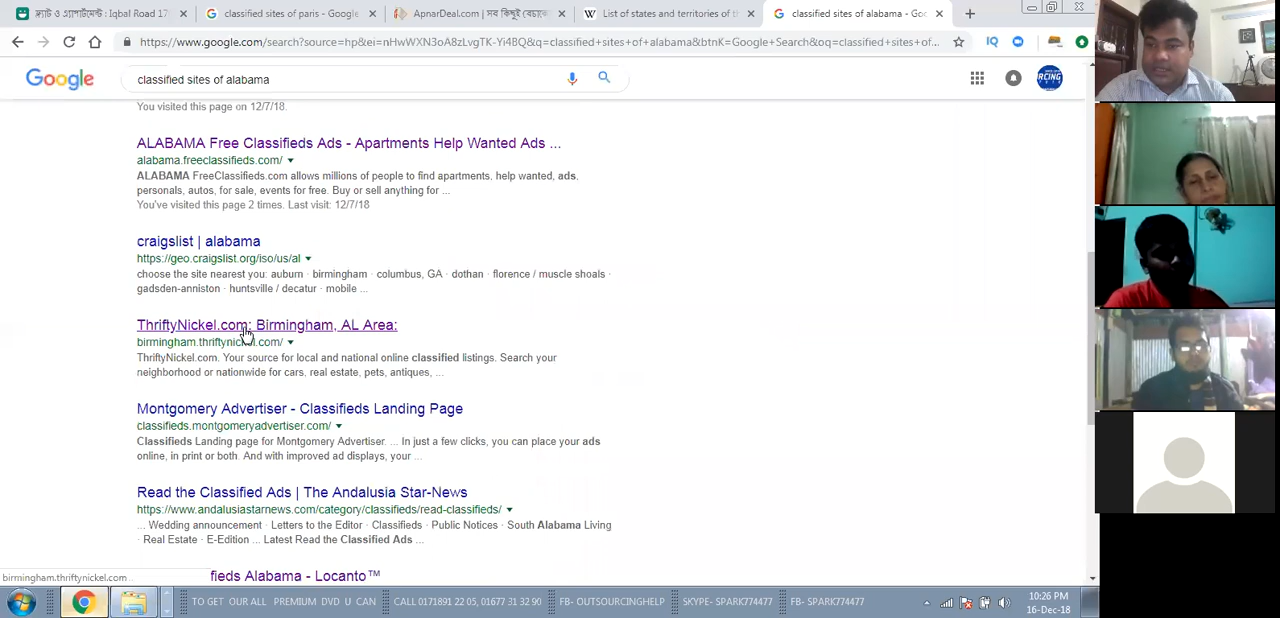 ফ্ল্যাট ও এপার্টমেন্ট: Iqbal Road 17
classified sites of paris - Google
ApnarDeal.com | সব কিছুই
List of states and territories of th
classified sites of alabama - Goo
https://www.google.com/search?source=hp&ei=nHwWXN3oA8zLvgTK-Yi4BQ&q=classified+sites+of+alabama&btnK=Google+Search&oq=classified+sites+of...
IQ
Google
classified sites of alabama
RCING
You visited this page on 12/7/18.
ALABAMA Free Classifieds Ads - Apartments Help Wanted Ads ...
alabama.freeclassifieds.com/
ALABAMA FreeClassifieds.com allows millions of people to find apartments, help wanted, ads,
personals, autos, for sale, events for free. Buy or sell anything for ...
You've visited this page 2 times. Last visit: 12/7/18
craigslist | alabama
https://geo.craigslist.org/iso/us/al
choose the site nearest you: auburn · birmingham · columbus, GA · dothan · florence / muscle shoals ·
gadsden-anniston · huntsville / decatur · mobile ...
ThriftyNickel.com: Birmingham, AL Area:
birmingham.thriftynickel.com/
ThriftyNickel.com. Your source for local and national online classified listings. Search your
neighborhood or nationwide for cars, real estate, pets, antiques, ...
Montgomery Advertiser - Classifieds Landing Page
classifieds.montgomeryadvertiser.com/
Classifieds Landing page for Montgomery Advertiser. ... In just a few clicks, you can place your ads
online, in print or both. And with improved ad displays, your ...
Read the Classified Ads | The Andalusia Star-News
https://www.andalusiastarnews.com/category/classifieds/read-classifieds/
... Wedding announcement · Letters to the Editor · Classifieds · Public Notices · South Alabama Living
· Real Estate · E-Edition ... Latest Read the Classified Ads ...
fieds Alabama - Locanto™
birmingham.thriftynickel.com
TO GET OUR ALL PREMIUM DVD U CAN CALL 0171891 22 05, 01677 31 32 90 FB- OUTSOURCINGHELP SKYPE- SPARK774477 FB- SPARK774477
10:26 PM
16-Dec-18